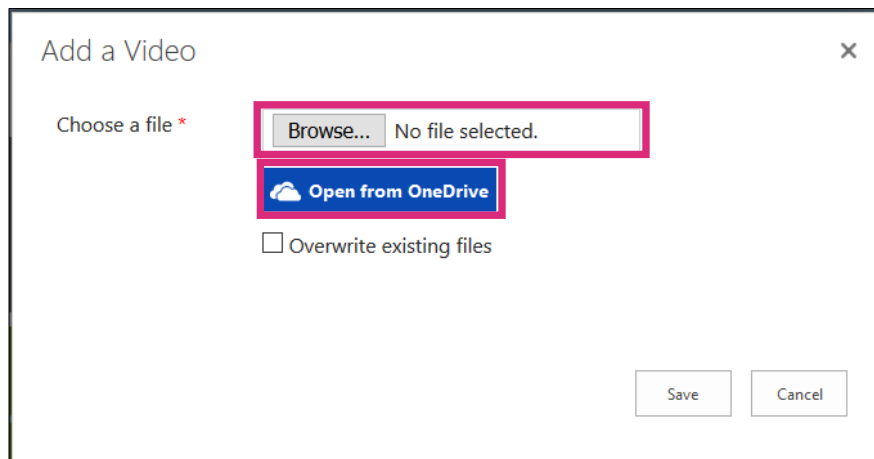 Add a Video
Choose a file *
Browse... No file selected.
Open from OneDrive
Overwrite existing files
Save Cancel